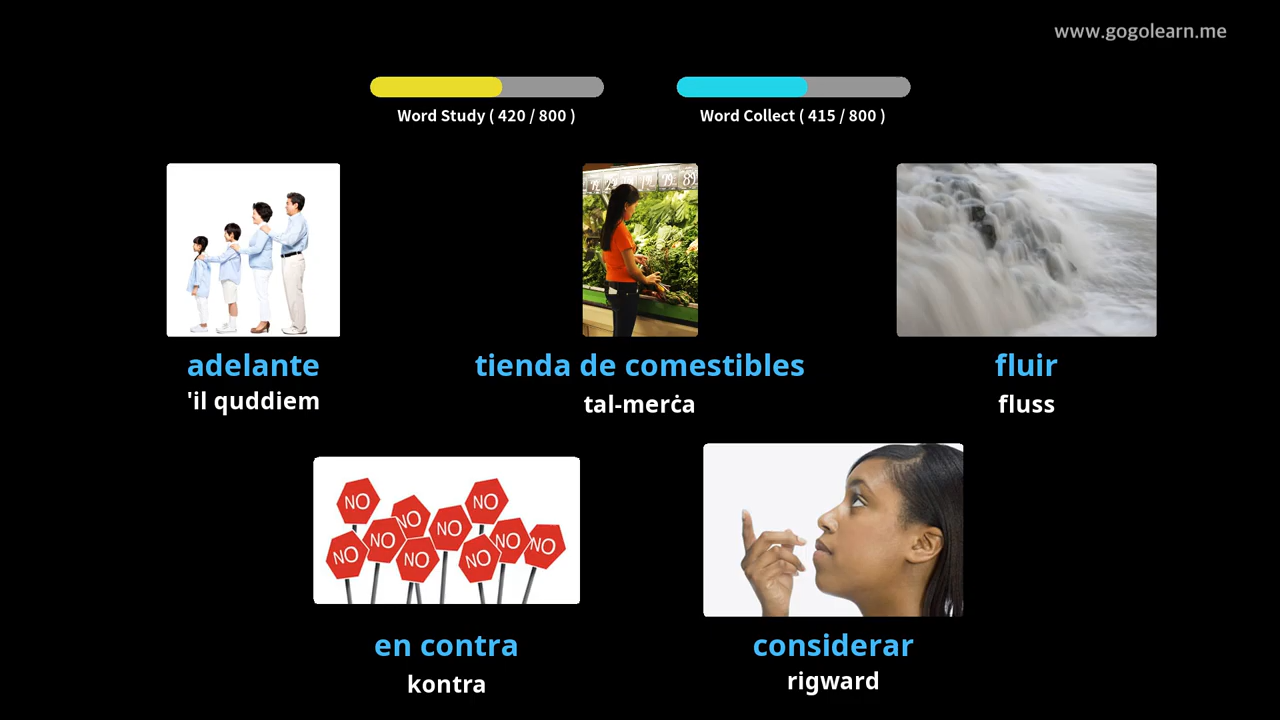 www.gogolearn.me
Word Study ( 420 / 800 )
Word Collect ( 415 / 800 )
adelante
'il quddiem
tienda de comestibles
tal-merċa
fluir
fluss
NO
NO
NO
NO
NO
NO
NO
NO
NO
NO
en contra
kontra
considerar
rigward